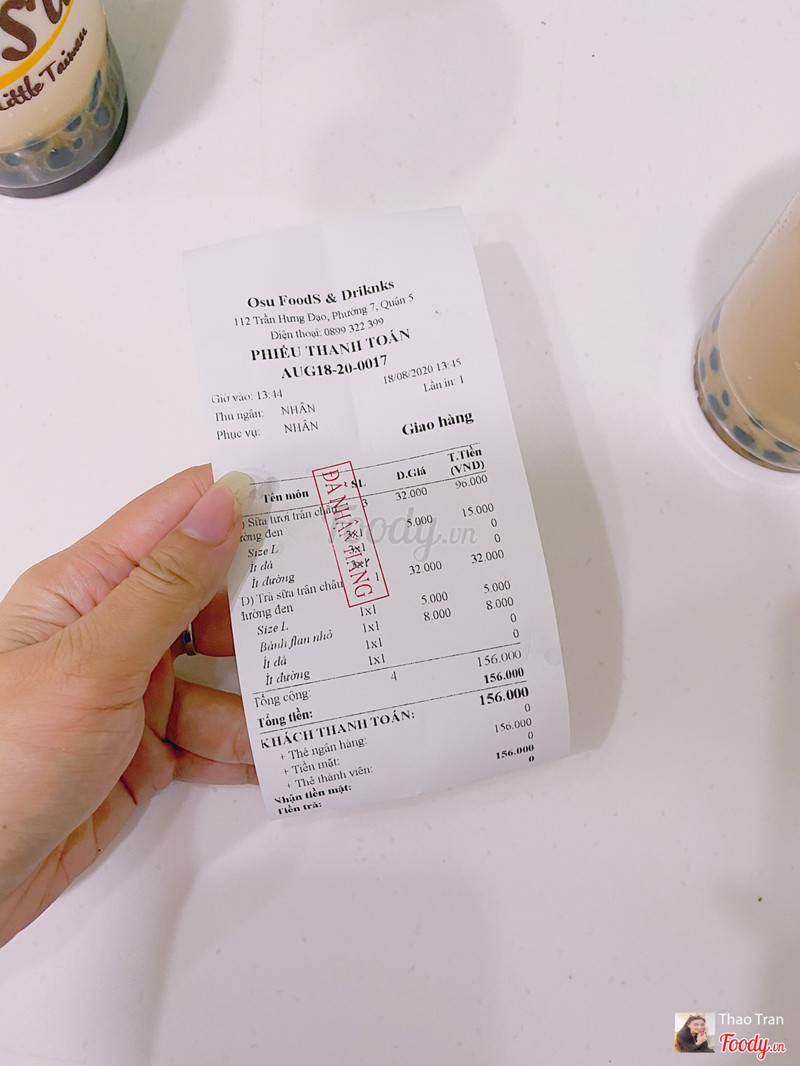 Little Taiwan
Osu FoodS & Driknks
112 Trần Hưng Đạo, Phường 7, Quận 5
Điện thoại: 0899 322 399
PHIẾU THANH TOÁN
AUG18-20-0017
18/08/2020 13:45
Giờ vào: 13:44
Lần in: 1
Thu ngân: NHÂN
Phục vụ: NHÂN
Giao hàng
Tên món SL Đ.Giá T.Tiền (VND)
) Sữa tươi trân châu 3 32.000 96.000
đường đen
Size L 3x1 5.000 15.000
Ít đá 3x1 0
Ít đường 3x1 0
D) Trà sữa trân châu 1 32.000 32.000
đường đen
Size L 1x1 5.000 5.000
Bánh flan nhỏ 1x1 8.000 8.000
Ít đá 1x1 0
Ít đường 1x1 0
Tổng cộng: 4 156.000
Tổng tiền: 156.000
KHÁCH THANH TOÁN: 156.000
+ Thẻ ngân hàng: 0
+ Tiền mặt: 156.000
+ Thẻ thành viên: 0
Nhận tiền mặt: 156.000
Tiền trả: 0
ĐÃ NHẬN HÀNG
Foody.vn
Thao Tran
Foody.vn